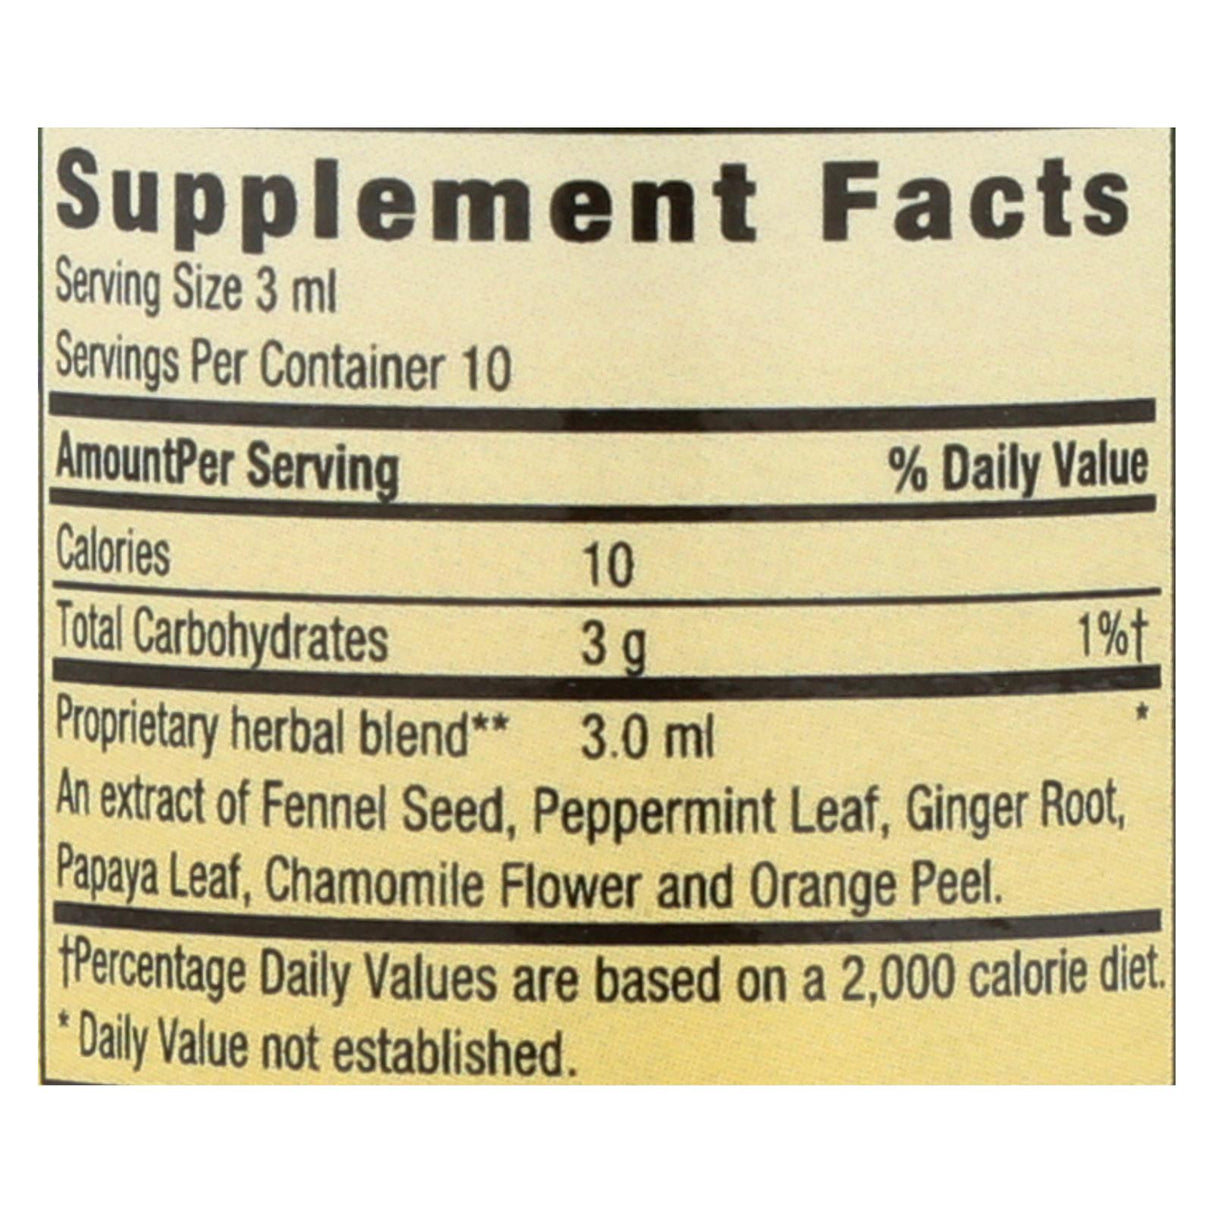 Supplement Facts
Serving Size 3 ml
Servings Per Container 10
AmountPer Serving % Daily Value
Calories 10
Total Carbohydrates 3 g 1%†
Proprietary herbal blend** 3.0 ml *
An extract of Fennel Seed, Peppermint Leaf, Ginger Root,
Papaya Leaf, Chamomile Flower and Orange Peel.
†Percentage Daily Values are based on a 2,000 calorie diet.
* Daily Value not established.